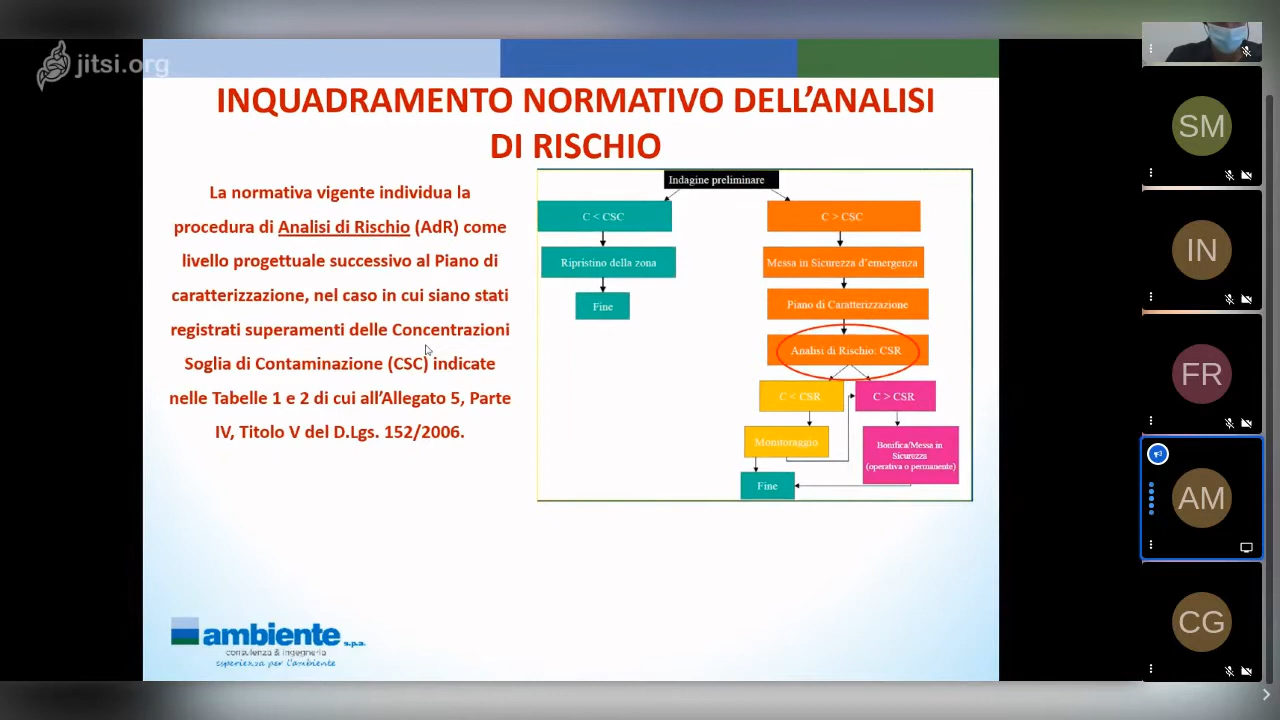 jitsi.org
INQUADRAMENTO NORMATIVO DELL'ANALISI
DI RISCHIO
La normativa vigente individua la
procedura di Analisi di Rischio (AdR) come
livello progettuale successivo al Piano di
caratterizzazione, nel caso in cui siano stati
registrati superamenti delle Concentrazioni
Soglia di Contaminazione (CSC) indicate
nelle Tabelle 1 e 2 di cui all'Allegato 5, Parte
IV, Titolo V del D.Lgs. 152/2006.
Indagine preliminare
C < CSC
C > CSC
Ripristino della zona
Messa in Sicurezza d'emergenza
Fine
Piano di Caratterizzazione
Analisi di Rischio: CSR
C < CSR
C > CSR
Monitoraggio
Bonifica/Messa in
Sicurezza
(operativa o permanente)
Fine
ambiente s.p.a.
consulenza & ingegneria
esperienza per l'ambiente
SM
IN
FR
AM
CG